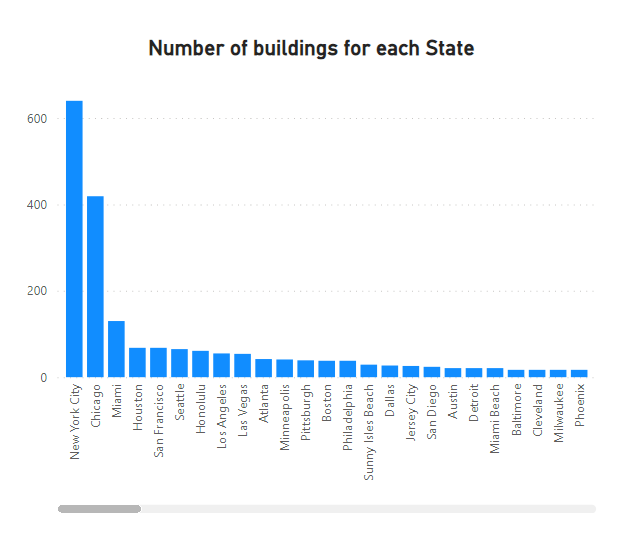 Number of buildings for each State
600
400
200
0
New York City
Chicago
Miami
Houston
San Francisco
Seattle
Honolulu
Los Angeles
Las Vegas
Atlanta
Minneapolis
Pittsburgh
Boston
Philadelphia
Sunny Isles Beach
Dallas
Jersey City
San Diego
Austin
Detroit
Miami Beach
Baltimore
Cleveland
Milwaukee
Phoenix